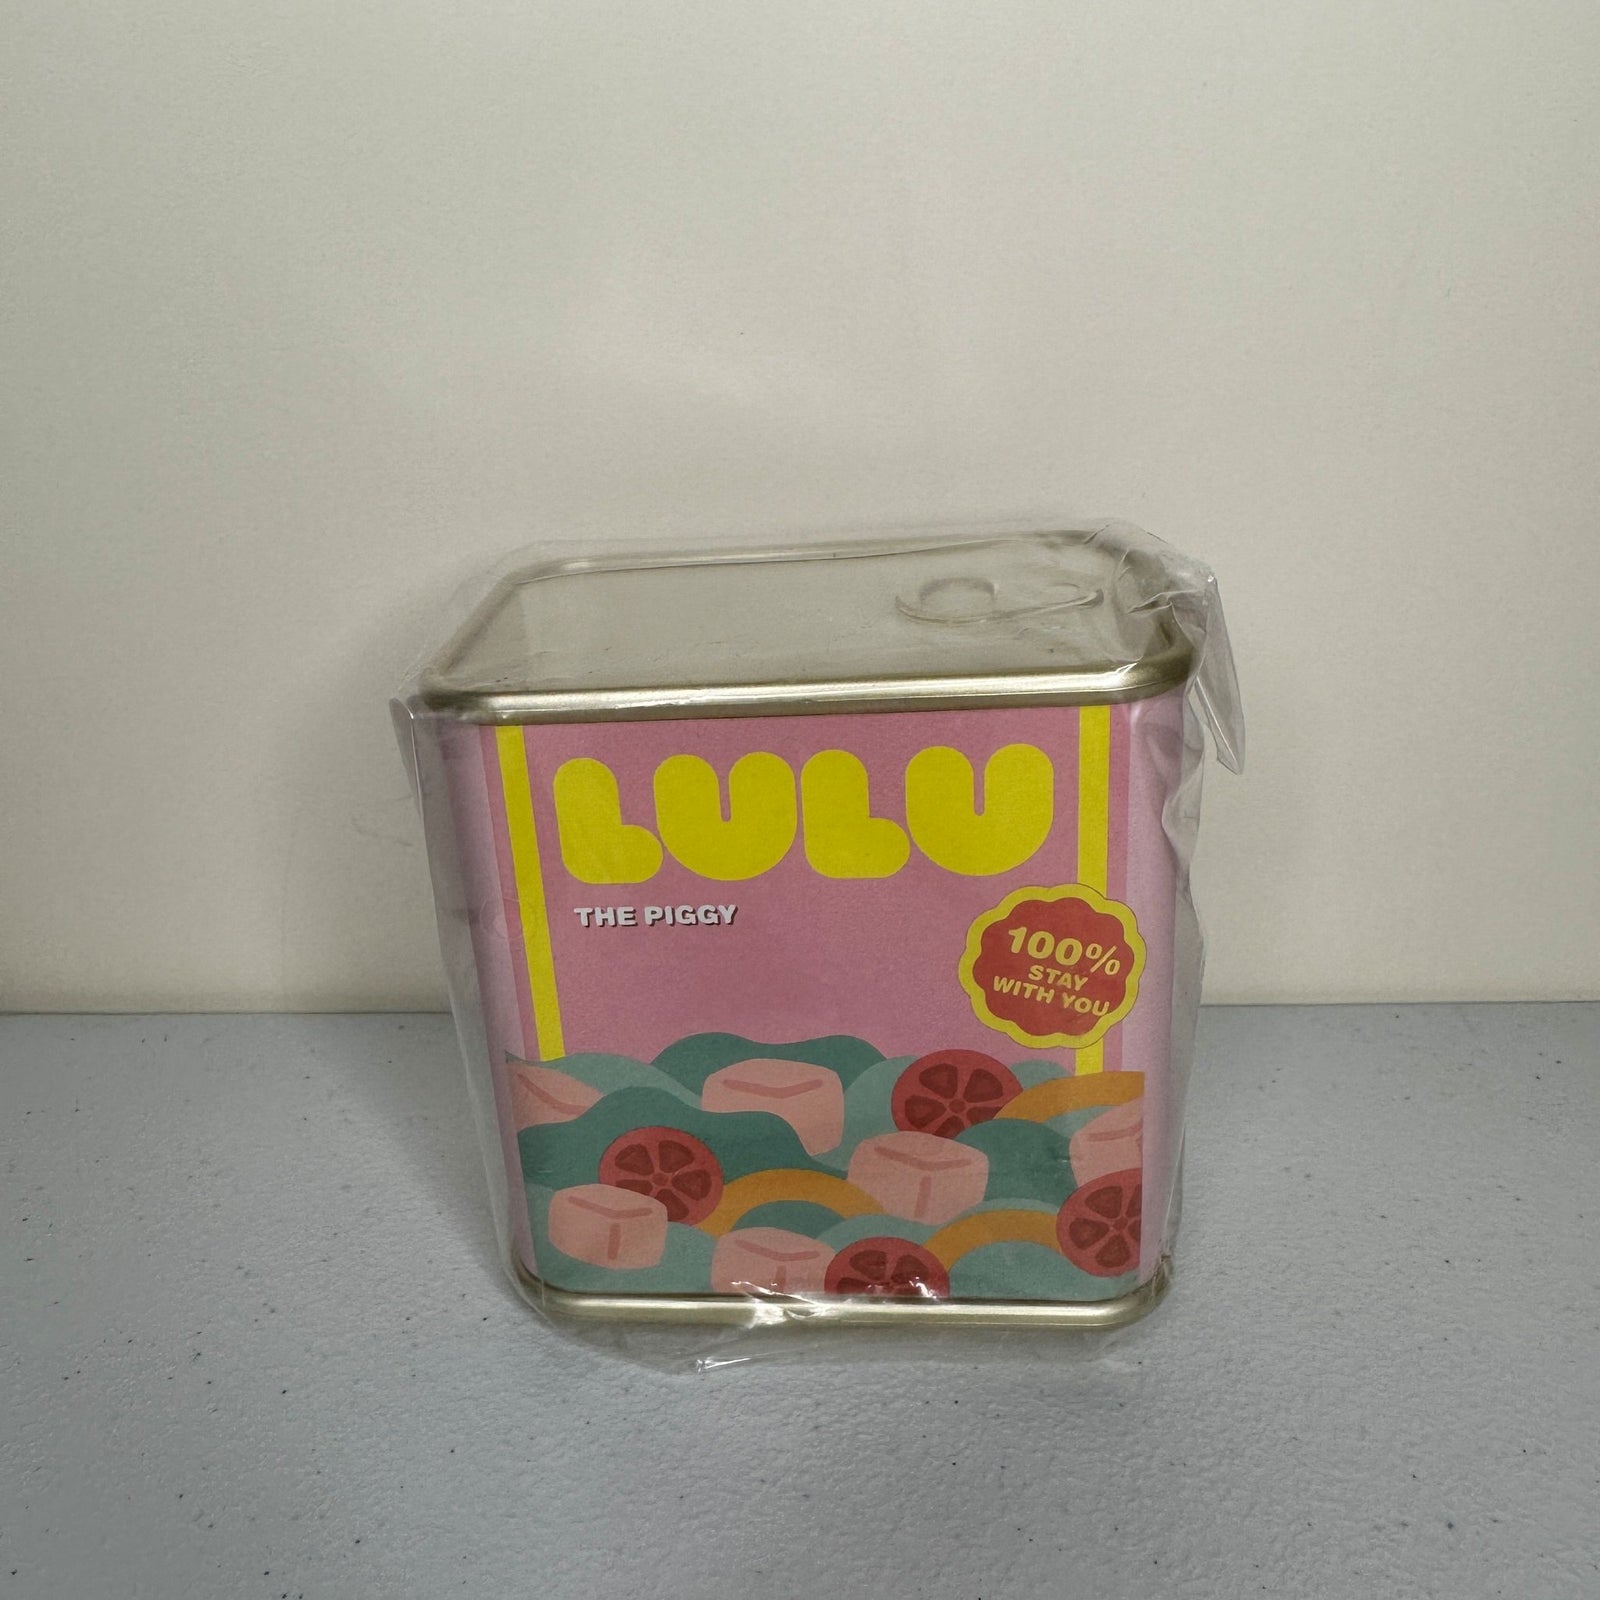 LULU
THE PIGGY
100%
STAY
WITH YOU